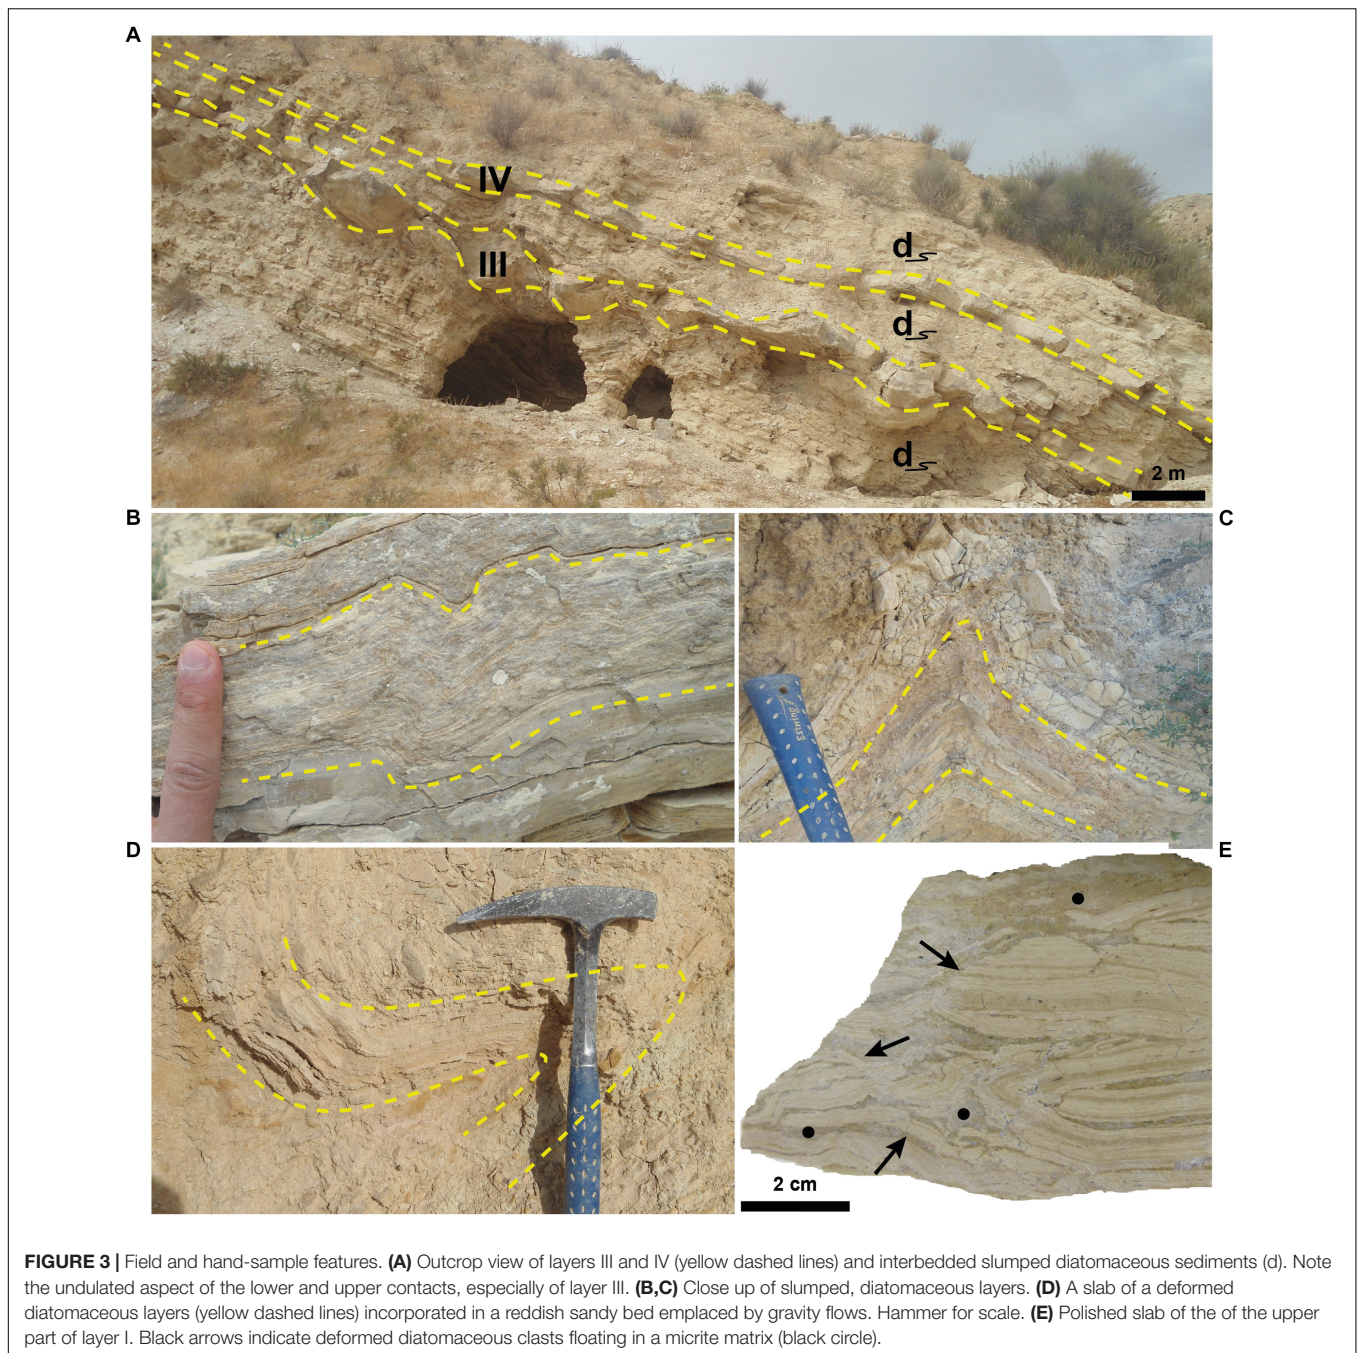 A
IV
III
d
d
d
2 m
B
C
Estwing
D
E
2 cm
FIGURE 3 | Field and hand-sample features. (A) Outcrop view of layers III and IV (yellow dashed lines) and interbedded slumped diatomaceous sediments (d). Note
the undulated aspect of the lower and upper contacts, especially of layer III. (B,C) Close up of slumped, diatomaceous layers. (D) A slab of a deformed
diatomaceous layers (yellow dashed lines) incorporated in a reddish sandy bed emplaced by gravity flows. Hammer for scale. (E) Polished slab of the of the upper
part of layer I. Black arrows indicate deformed diatomaceous clasts floating in a micrite matrix (black circle).